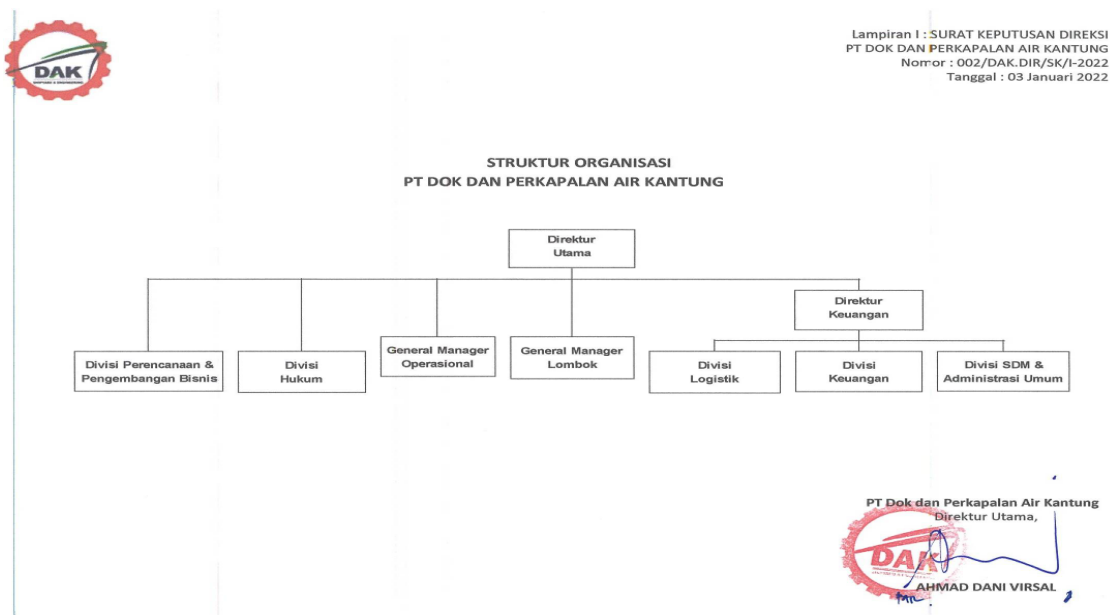 DAK
Lampiran I : SURAT KEPUTUSAN DIREKSI
PT DOK DAN PERKAPALAN AIR KANTUNG
Nomor : 002/DAK.DIR/SK/I-2022
Tanggal : 03 Januari 2022
STRUKTUR ORGANISASI
PT DOK DAN PERKAPALAN AIR KANTUNG
Direktur
Utama
Direktur
Keuangan
Divisi Perencanaan &
Pengembangan Bisnis
Divisi
Hukum
General Manager
Operasional
General Manager
Lombok
Divisi
Logistik
Divisi
Keuangan
Divisi SDM &
Administrasi Umum
PT Dok dan Perkapalan Air Kantung
Direktur Utama,
DAK
AHMAD DANI VIRSAL